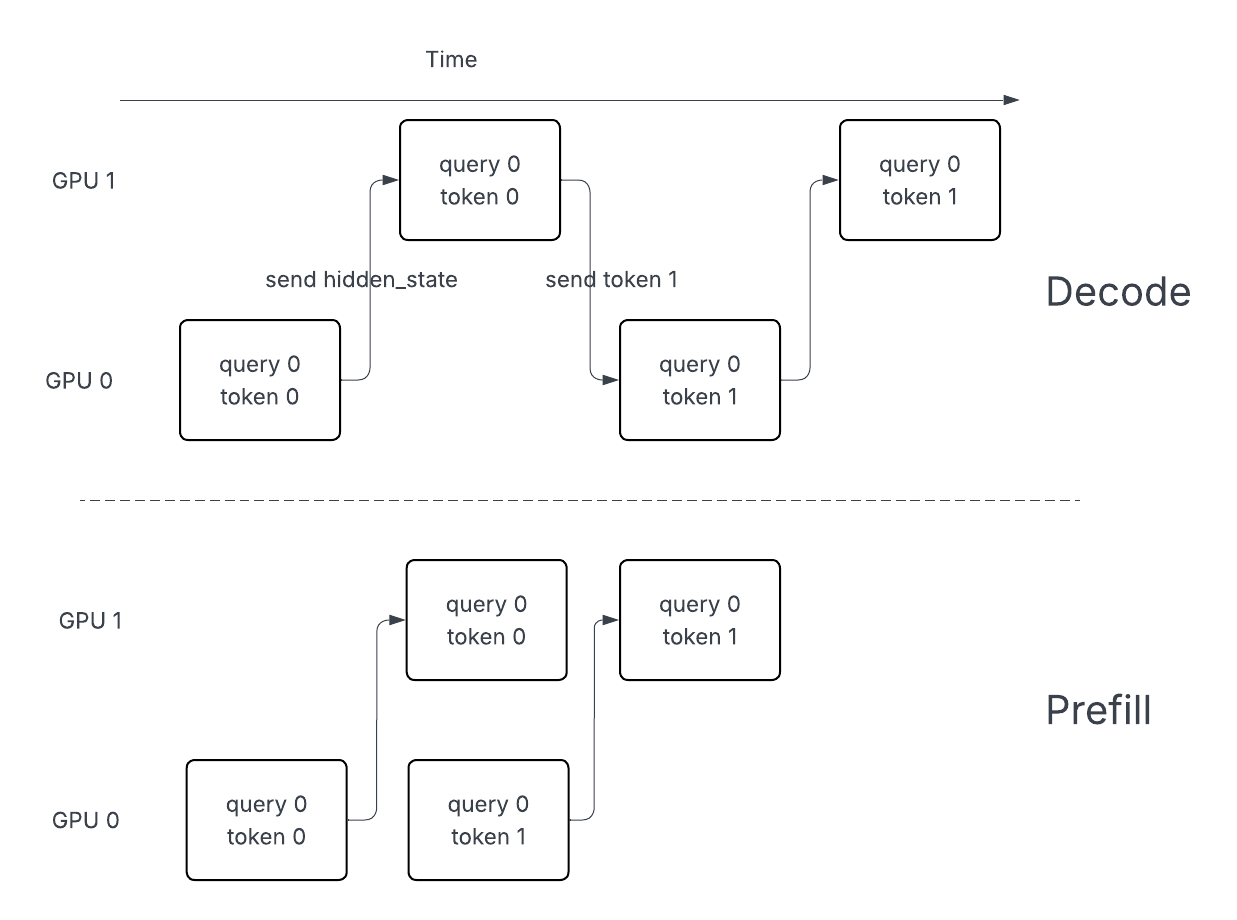 Time
GPU 1
query 0
token 0
query 0
token 1
send hidden_state
send token 1
Decode
GPU 0
query 0
token 0
query 0
token 1
GPU 1
query 0
token 0
query 0
token 1
Prefill
GPU 0
query 0
token 0
query 0
token 1